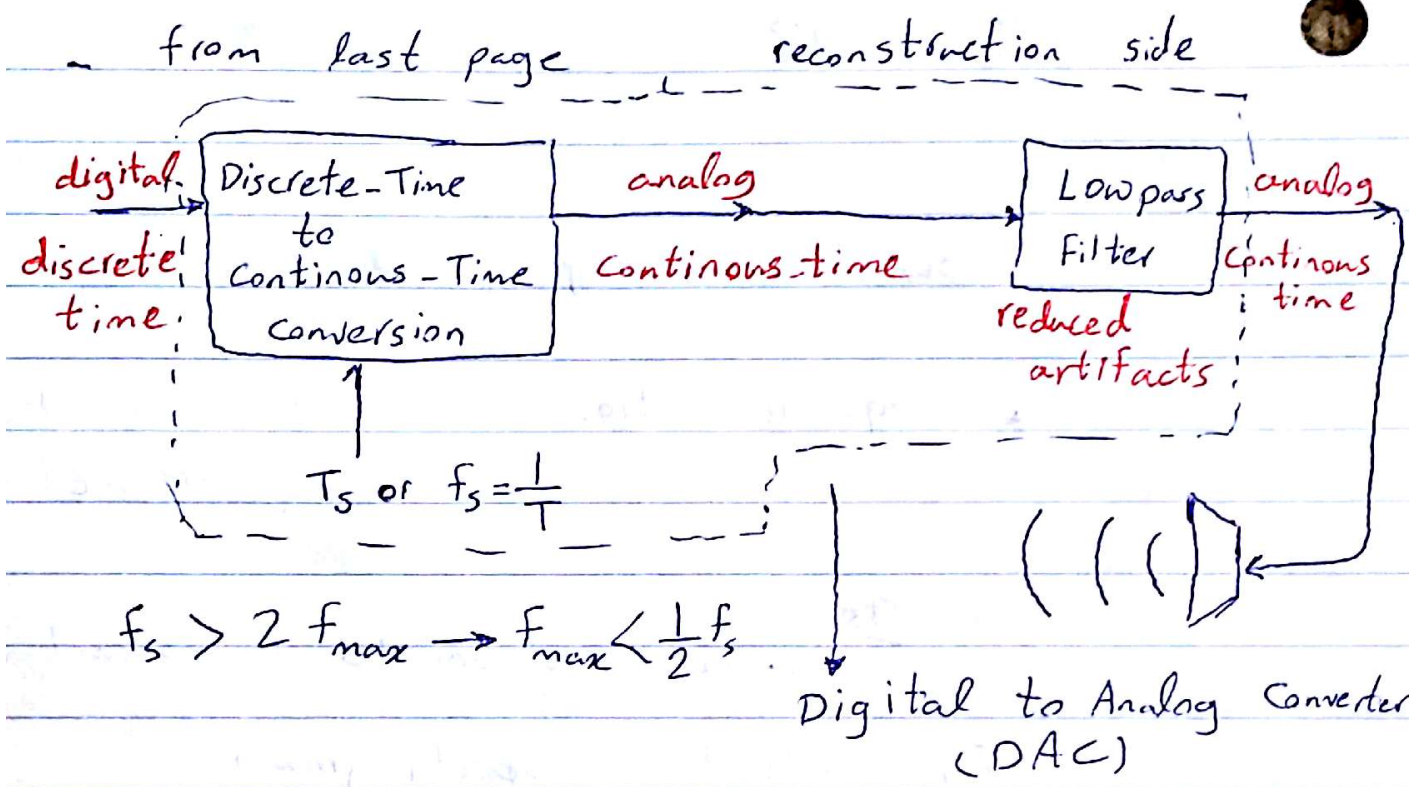 - from last page reconstruction side
digital
discrete
time
Discrete-Time
to
Continous-Time
Conversion
analog
Continous-time
Lowpass
Filter
reduced
artifacts
analog
continous
time
Ts or fs = 1/T
fs > 2 fmax → fmax < 1/2 fs
Digital to Analog Converter
(DAC)